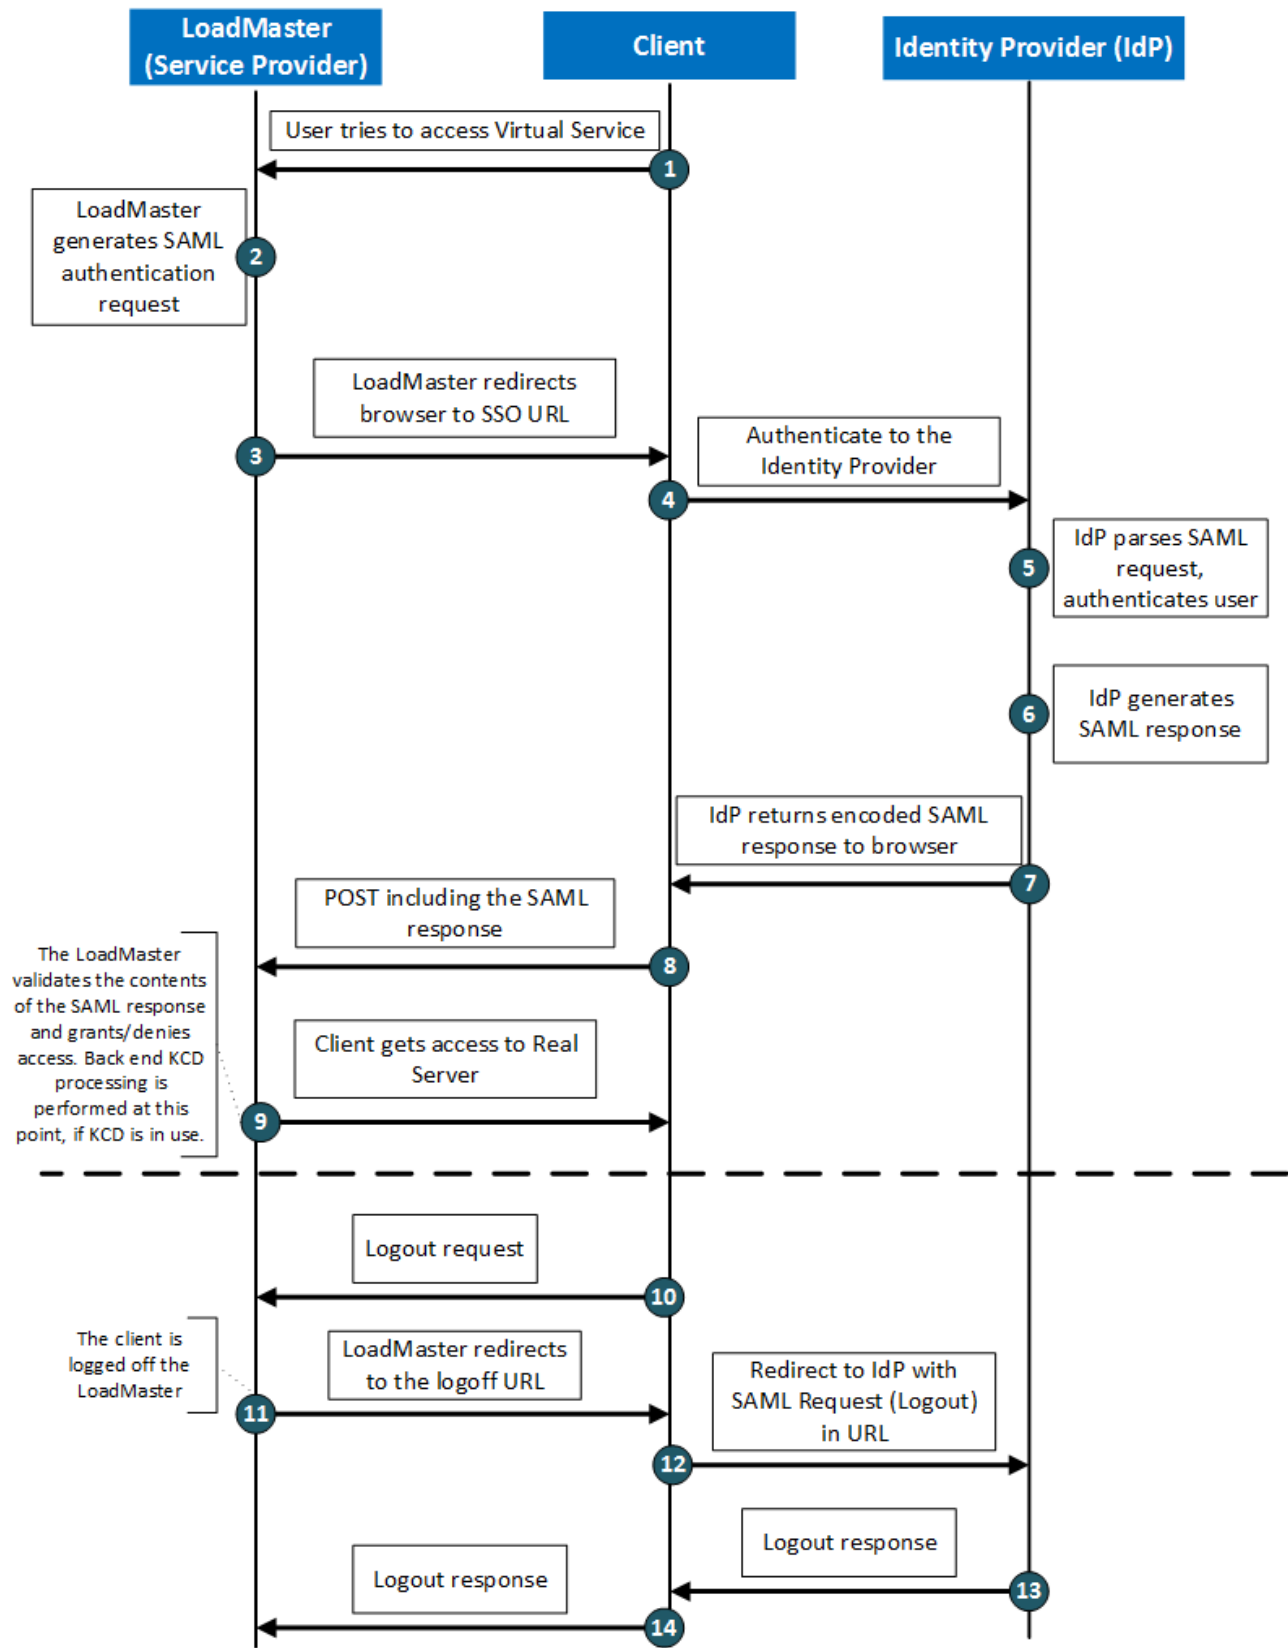 LoadMaster
(Service Provider)
Client
Identity Provider (IdP)
User tries to access Virtual Service
1
LoadMaster
generates SAML
authentication
request
2
LoadMaster redirects
browser to SSO URL
3
Authenticate to the
Identity Provider
4
IdP parses SAML
request,
authenticates user
5
IdP generates
SAML response
6
IdP returns encoded SAML
response to browser
7
POST including the SAML
response
8
The LoadMaster
validates the contents
of the SAML response
and grants/denies
access. Back end KCD
processing is
performed at this
point, if KCD is in use.
Client gets access to Real
Server
9
Logout request
10
The client is
logged off the
LoadMaster
LoadMaster redirects
to the logoff URL
11
Redirect to IdP with
SAML Request (Logout)
in URL
12
Logout response
13
Logout response
14